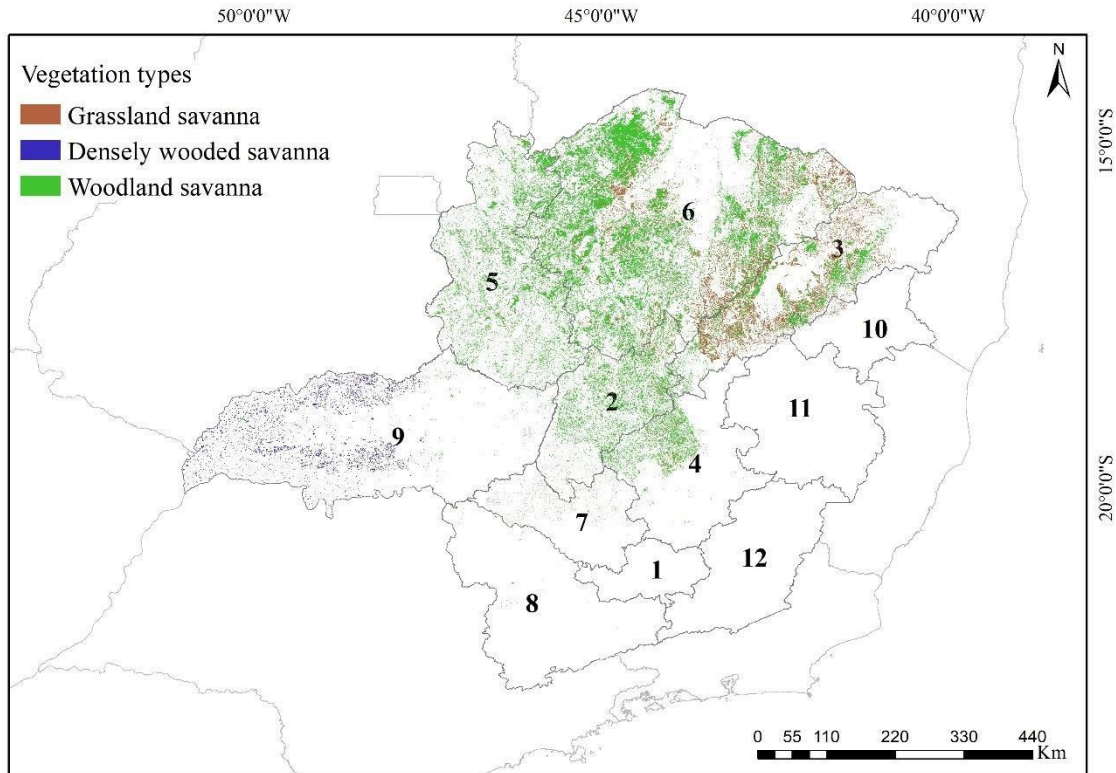 50°0'0"W 45°0'0"W 40°0'0"W
Vegetation types
Grassland savanna
Densely wooded savanna
Woodland savanna
N
15°0'0"S
6
3
5
10
2
11
9
4
20°0'0"S
7
12
1
8
0 55 110 220 330 440
Km